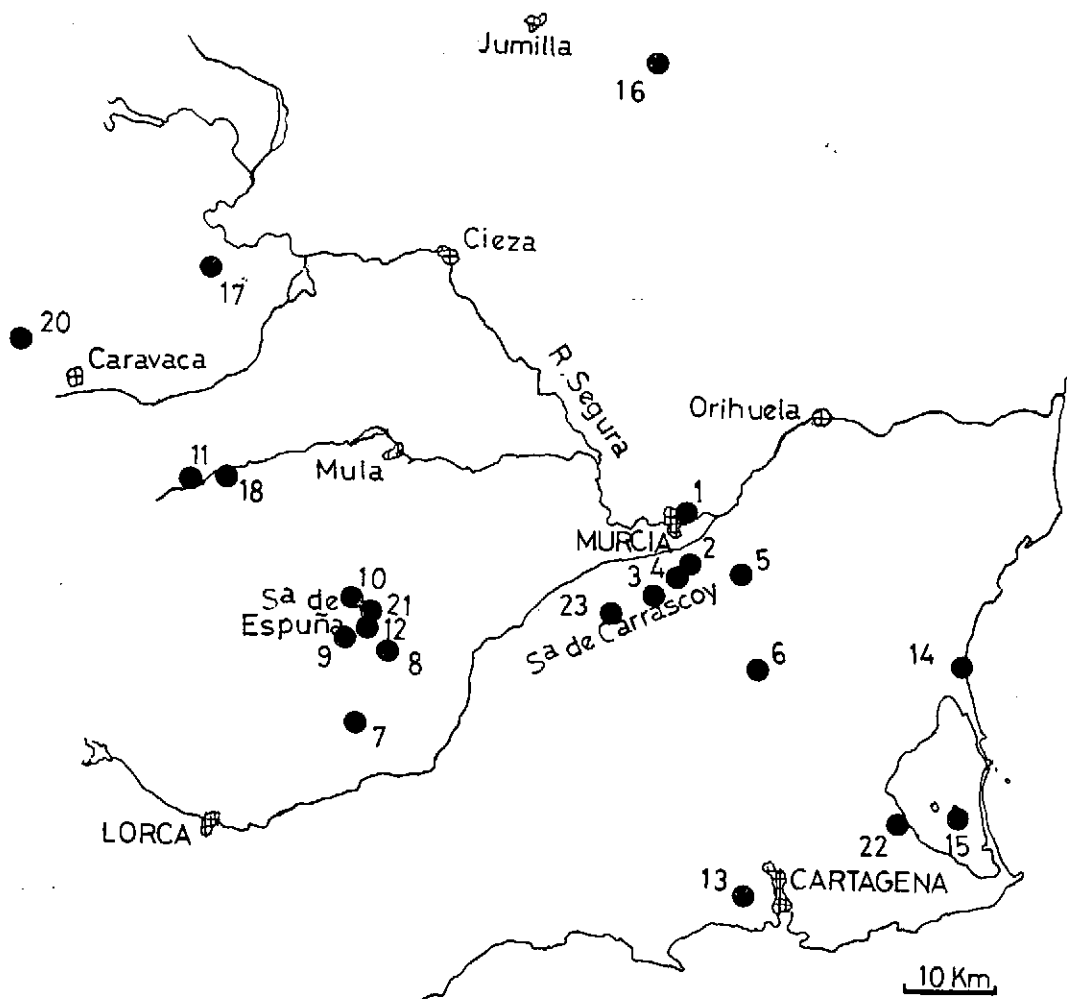 Jumilla
16
Cieza
17
20
Caravaca
R. Segura
Orihuela
11
18
Mula
1
MURCIA
2
3 4
5
10
Sª de
Espuña
21
12
9
8
23
Sª de Carrascoy
6
14
7
LORCA
22
15
13
CARTAGENA
10 Km